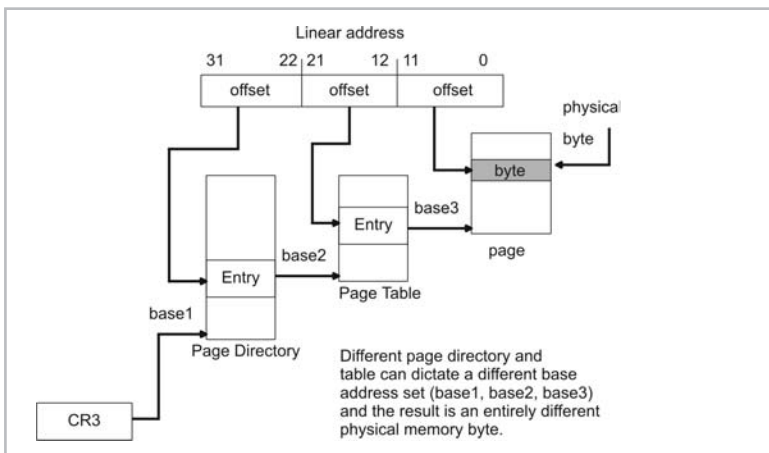 Linear address
31 22 21 12 11 0
offset offset offset
physical
byte
byte
Entry base3
page
base2
Entry
Page Table
base1
Page Directory
CR3
Different page directory and
table can dictate a different base
address set (base1, base2, base3)
and the result is an entirely different
physical memory byte.